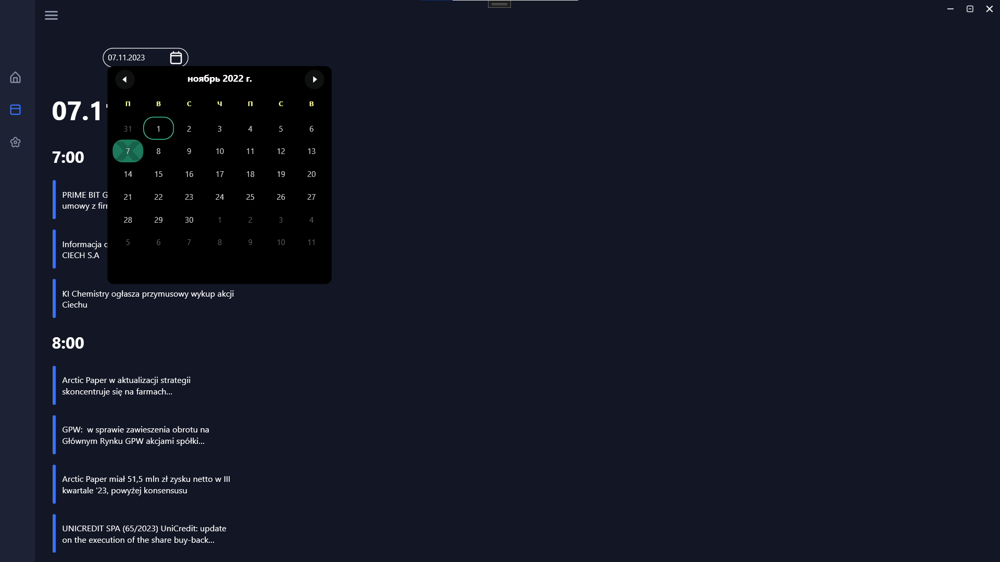 07.11.2023
ноябрь 2022 г.
П В С Ч П С В
31 1 2 3 4 5 6
7 8 9 10 11 12 13
14 15 16 17 18 19 20
21 22 23 24 25 26 27
28 29 30 1 2 3 4
5 6 7 8 9 10 11
07.1
7:00
PRIME BIT G
umowy z fir
Informacja
CIECH S.A
KI Chemistry ogłasza przymusowy wykup akcji
Ciechu
8:00
Arctic Paper w aktualizacji strategii
skoncentruje się na farmach...
GPW:  w sprawie zawieszenia obrotu na
Głównym Rynku GPW akcjami spółki...
Arctic Paper miał 51,5 mln zł zysku netto w III
kwartale '23, powyżej konsensusu
UNICREDIT SPA (65/2023) UniCredit: update
on the execution of the share buy-back...